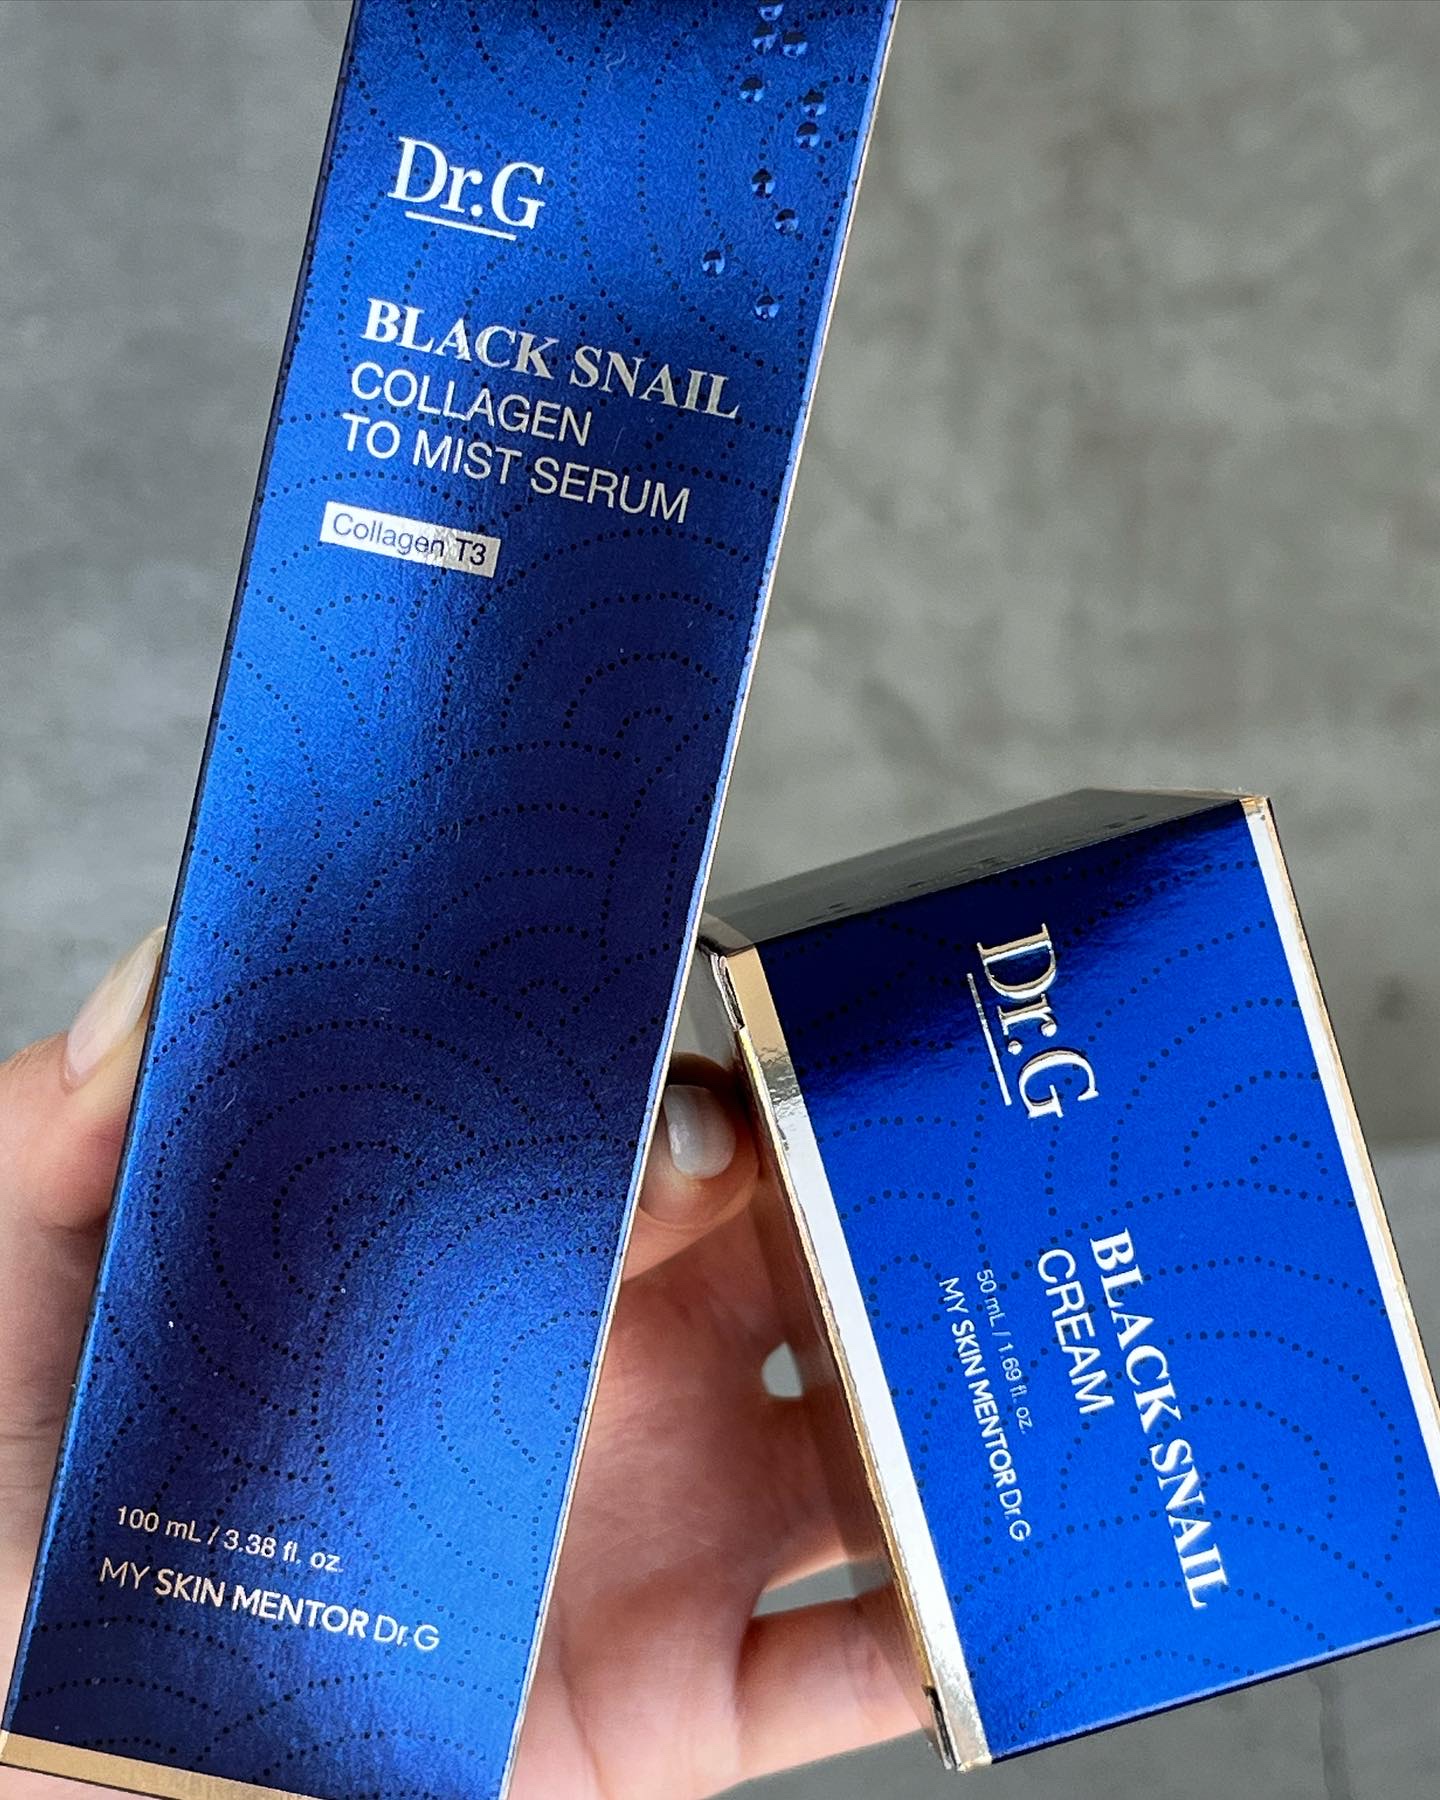 Dr.G
BLACK SNAIL
COLLAGEN
TO MIST SERUM
Collagen T3
100 mL / 3.38 fl. oz.
MY SKIN MENTOR Dr.G
Dr.G
BLACK SNAIL
CREAM
50 mL / 1.69 fl. oz.
MY SKIN MENTOR Dr.G